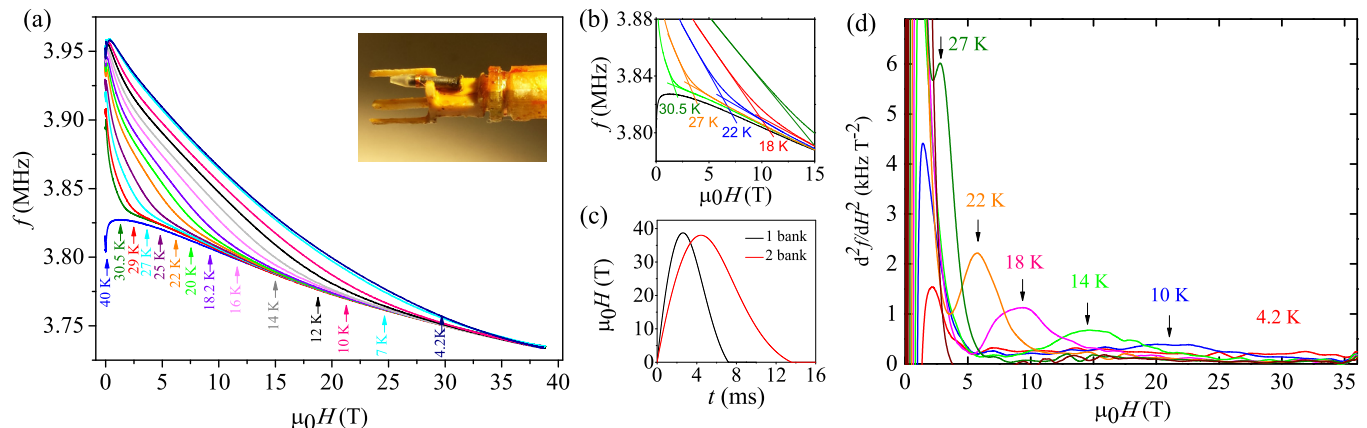 (a)
3.95
3.90
3.85
3.80
3.75
f (MHz)
40 K
30.5 K
29 K
27 K
25 K
22 K
20 K
18.2 K
16 K
14 K
12 K
10 K
7 K
4.2K
0 5 10 15 20 25 30 35 40
μ0H (T)
(b)
3.88
3.84
3.80
f (MHz)
30.5 K
27 K
22 K
18 K
0 5 10 15
μ0H (T)
(c)
40
30
20
10
0
μ0H (T)
1 bank
2 bank
0 4 8 12 16
t (ms)
(d)
6
5
4
3
2
1
0
d²f/dH² (kHz T⁻²)
27 K
22 K
18 K
14 K
10 K
4.2 K
0 5 10 15 20 25 30 35
μ0H (T)